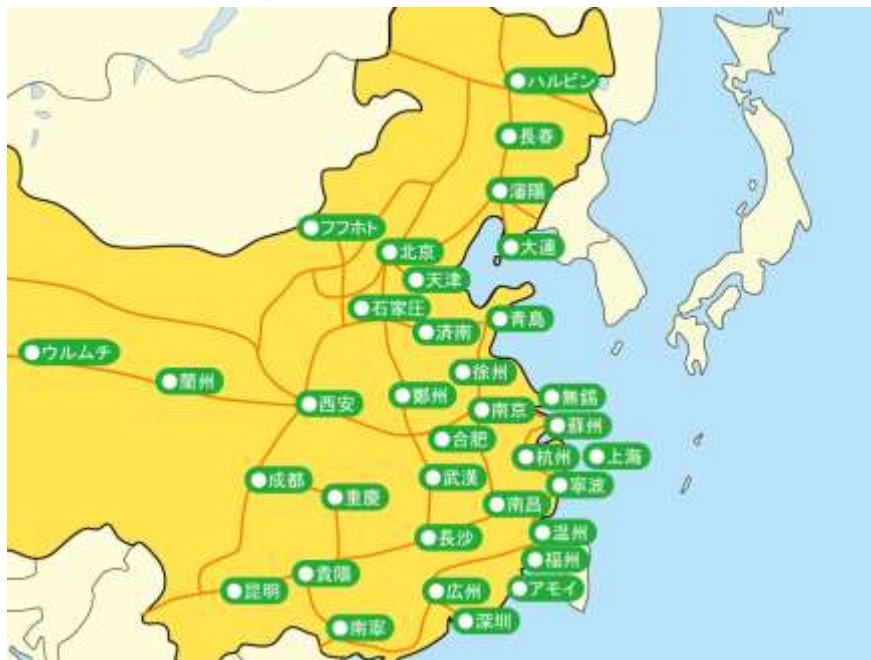 ハルビン
長春
瀋陽
フフホト
北京
大連
天津
石家庄
済南
青島
ウルムチ
蘭州
徐州
西安
鄭州
無錫
南京
蘇州
合肥
杭州
上海
成都
武漢
寧波
重慶
南昌
長沙
温州
福州
貴陽
昆明
広州
アモイ
南寧
深圳